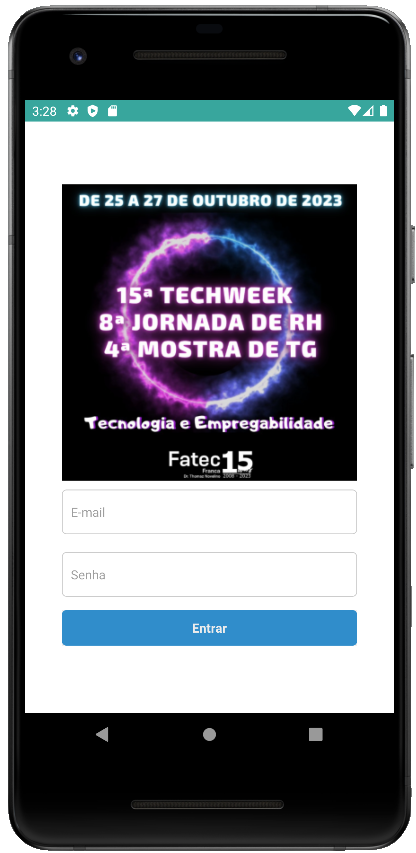 3:28
DE 25 A 27 DE OUTUBRO DE 2023
15ª TECHWEEK
8ª JORNADA DE RH
4ª MOSTRA DE TG
Tecnologia e Empregabilidade
Fatec 15
Franca
Dr. Thomaz Novelino 2008 - 2023
E-mail
Senha
Entrar